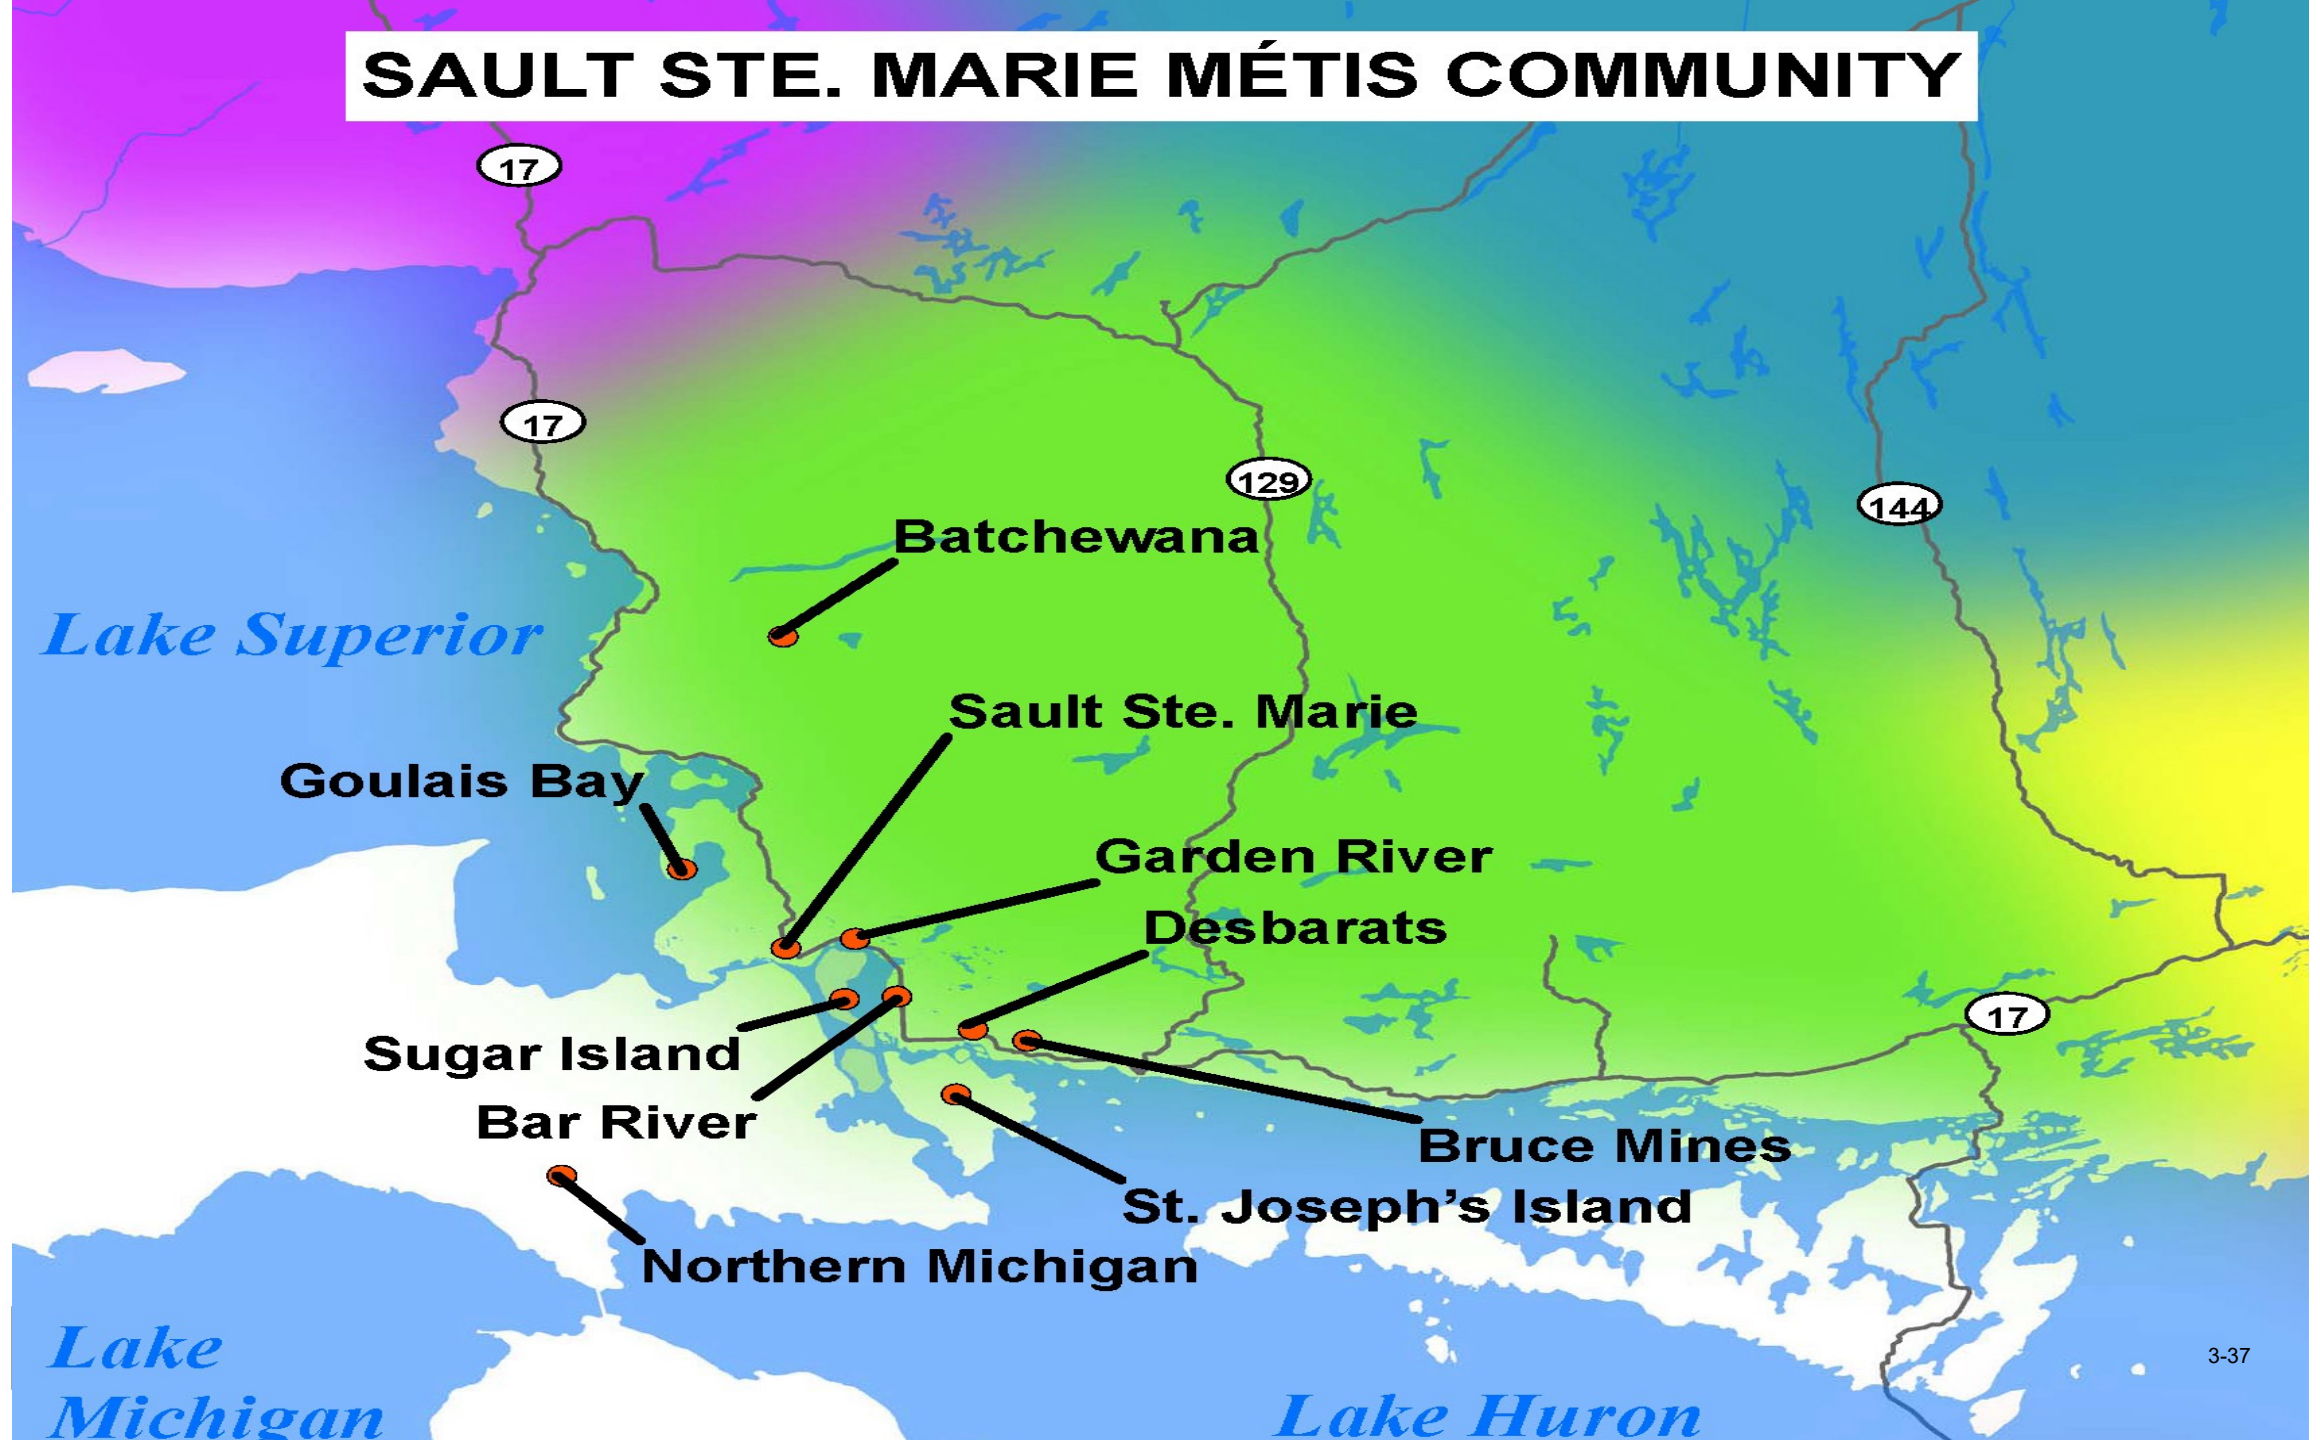 SAULT STE. MARIE MÉTIS COMMUNITY
17
17
129
144
Batchewana
Lake Superior
Sault Ste. Marie
Goulais Bay
Garden River
Desbarats
17
Sugar Island
Bar River
Bruce Mines
St. Joseph’s Island
Northern Michigan
Lake
Michigan
3-37
Lake Huron